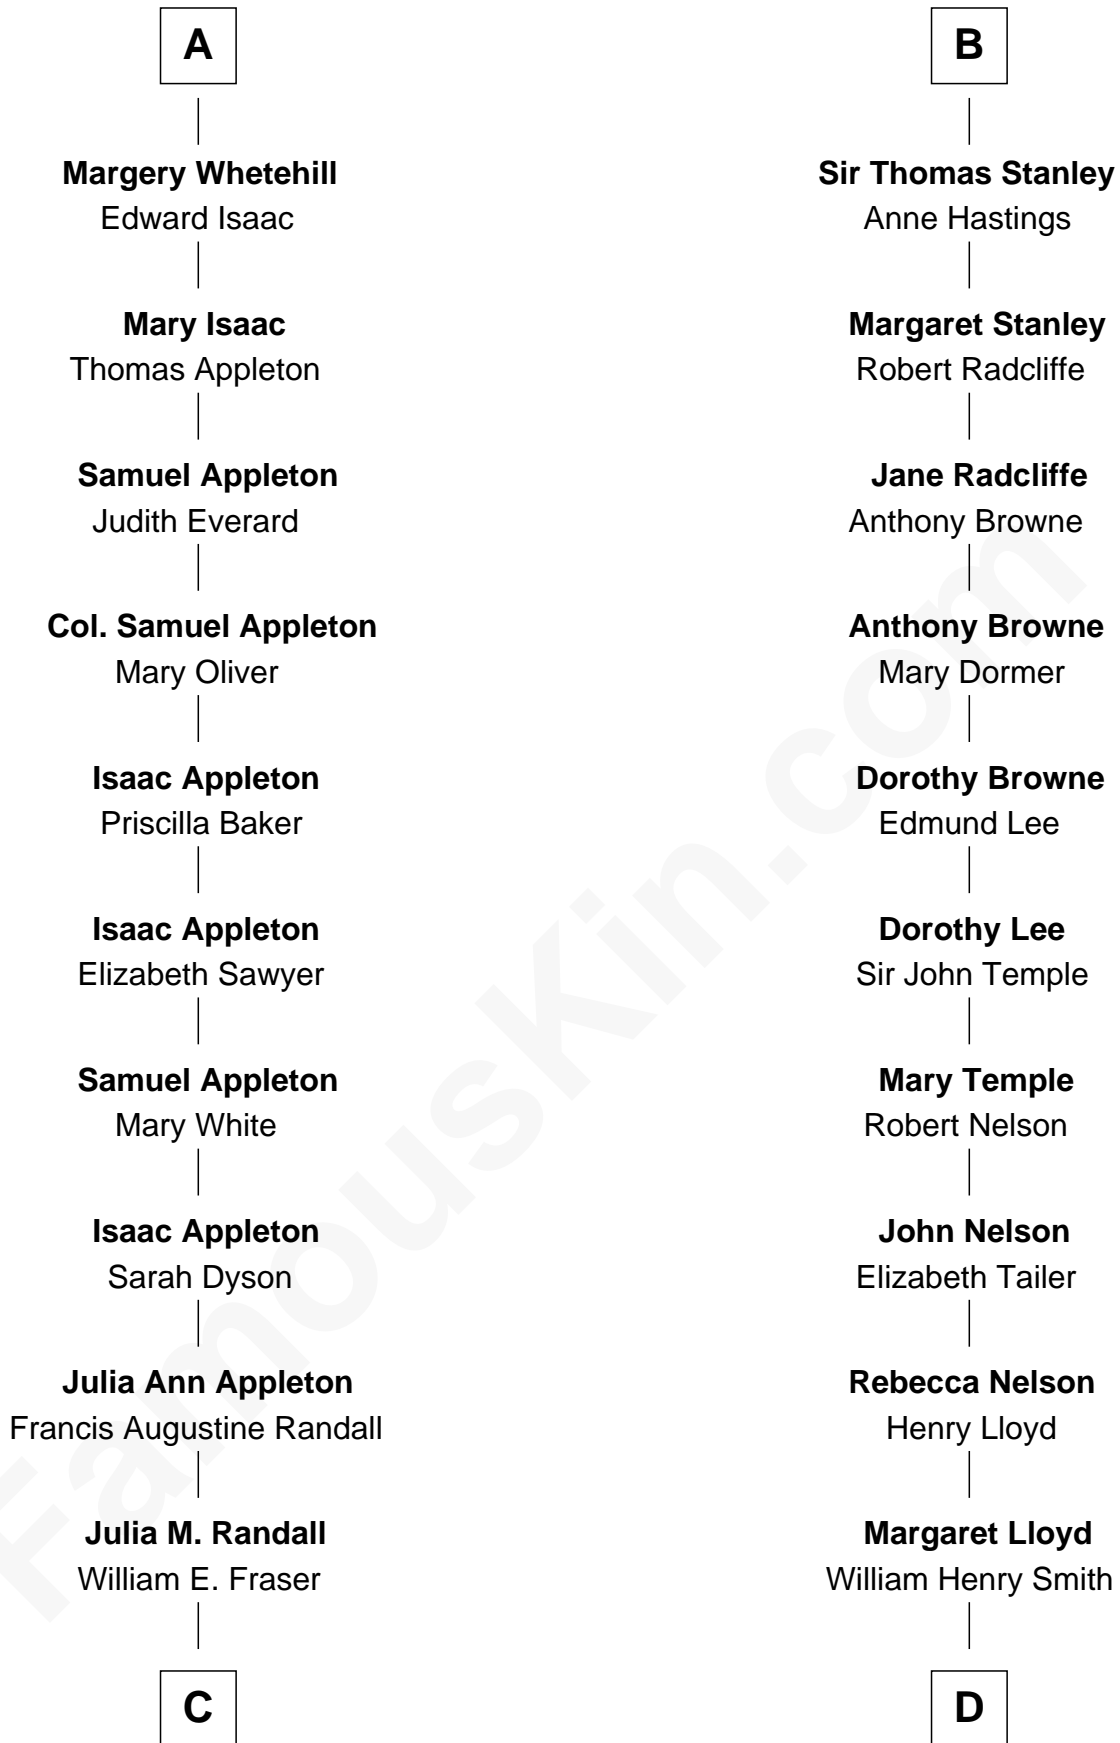 A
Margery Whetehill
Edward Isaac
Mary Isaac
Thomas Appleton
Samuel Appleton
Judith Everard
Col. Samuel Appleton
Mary Oliver
Isaac Appleton
Priscilla Baker
Isaac Appleton
Elizabeth Sawyer
Samuel Appleton
Mary White
Isaac Appleton
Sarah Dyson
Julia Ann Appleton
Francis Augustine Randall
Julia M. Randall
William E. Fraser
C
B
Sir Thomas Stanley
Anne Hastings
Margaret Stanley
Robert Radcliffe
Jane Radcliffe
Anthony Browne
Anthony Browne
Mary Dormer
Dorothy Browne
Edmund Lee
Dorothy Lee
Sir John Temple
Mary Temple
Robert Nelson
John Nelson
Elizabeth Tailer
Rebecca Nelson
Henry Lloyd
Margaret Lloyd
William Henry Smith
D
FamousKin.com